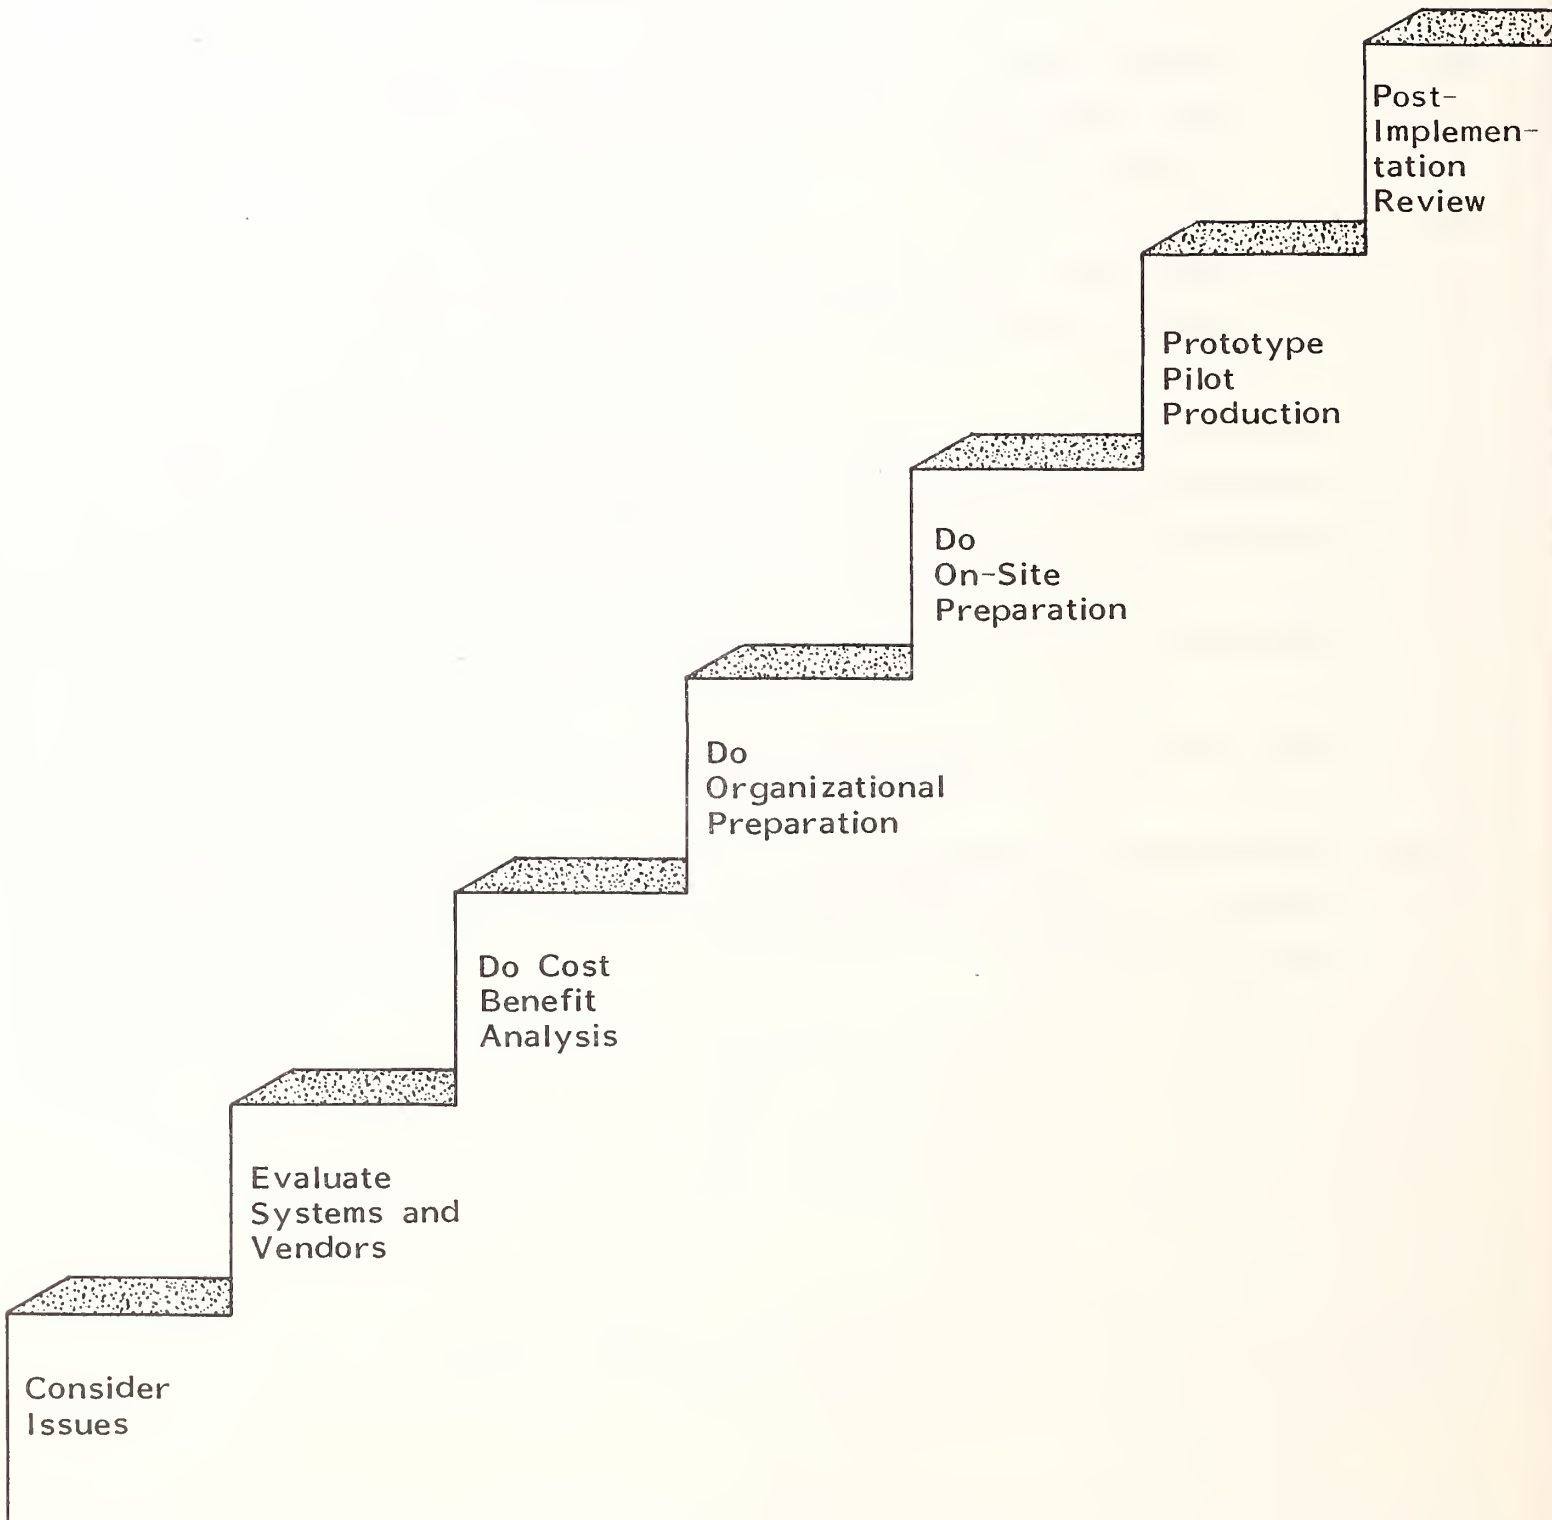 Post-
Implemen-
tation
Review
Prototype
Pilot
Production
Do
On-Site
Preparation
Do
Organizational
Preparation
Do Cost
Benefit
Analysis
Evaluate
Systems and
Vendors
Consider
Issues